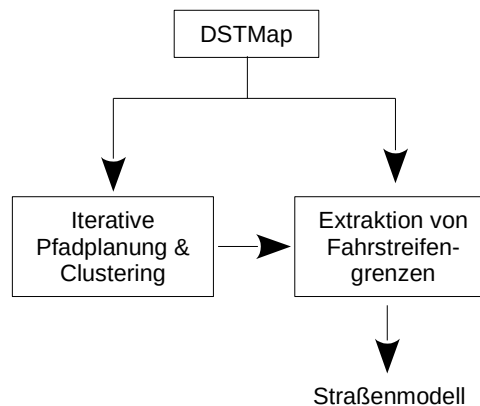 DSTMap
Iterative
Pfadplanung &
Clustering
Extraktion von
Fahrstreifen-
grenzen
Straßenmodell